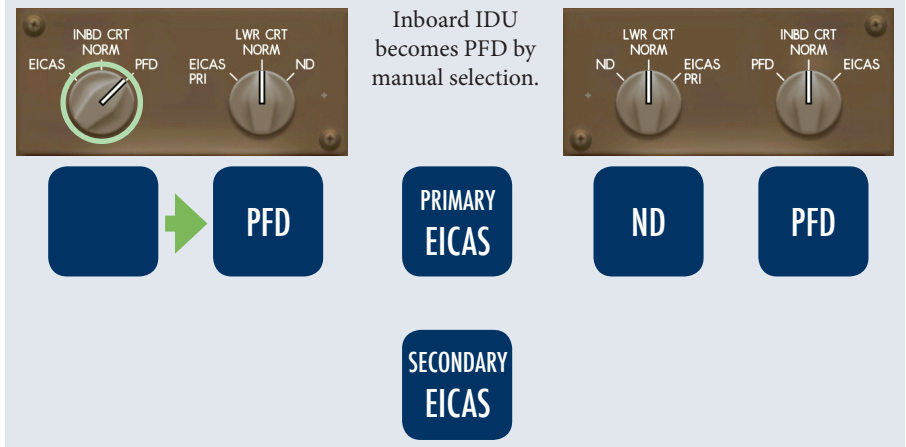 INBD CRT
NORM
EICAS
PFD
LWR CRT
NORM
EICAS
PRI
ND
Inboard IDU
becomes PFD by
manual selection.
LWR CRT
NORM
ND
EICAS
PRI
INBD CRT
NORM
PFD
EICAS
PFD
PRIMARY
EICAS
ND
PFD
SECONDARY
EICAS